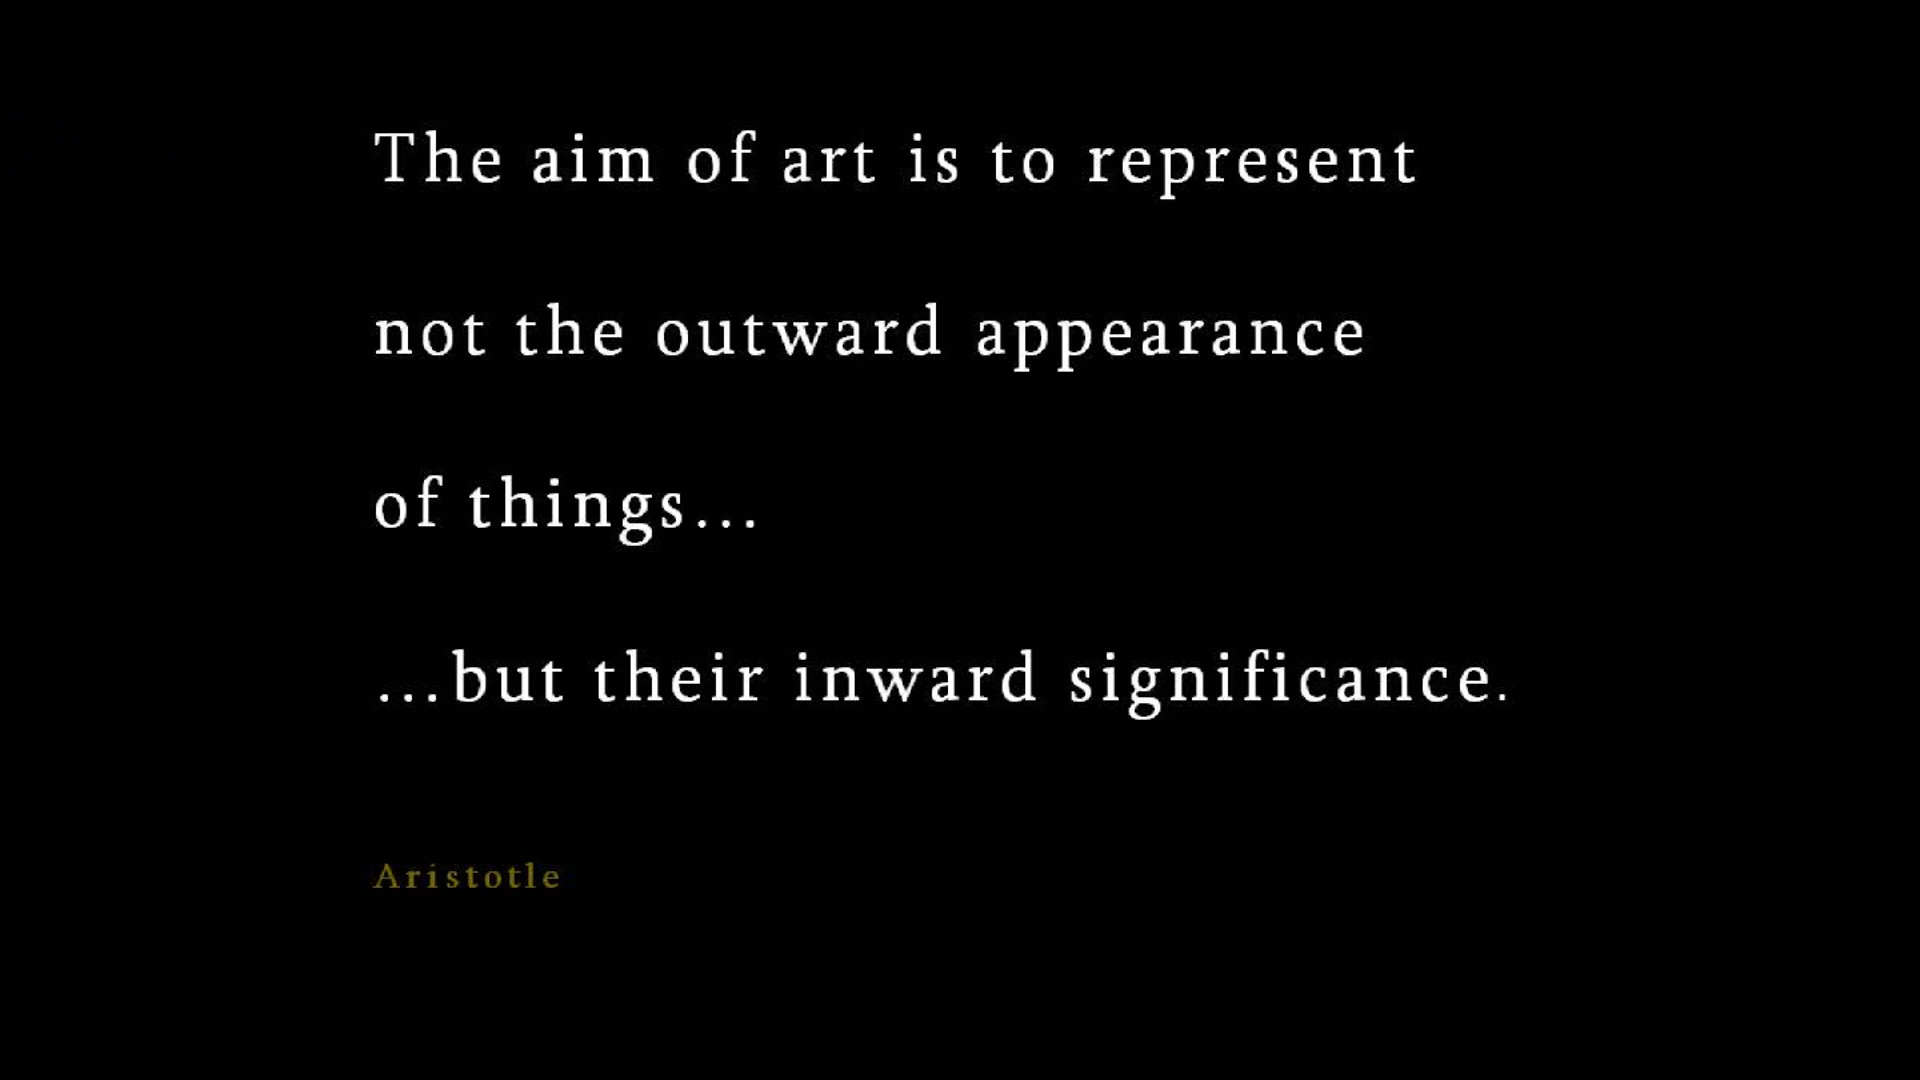 The aim of art is to represent
not the outward appearance
of things...
...but their inward significance.
Aristotle